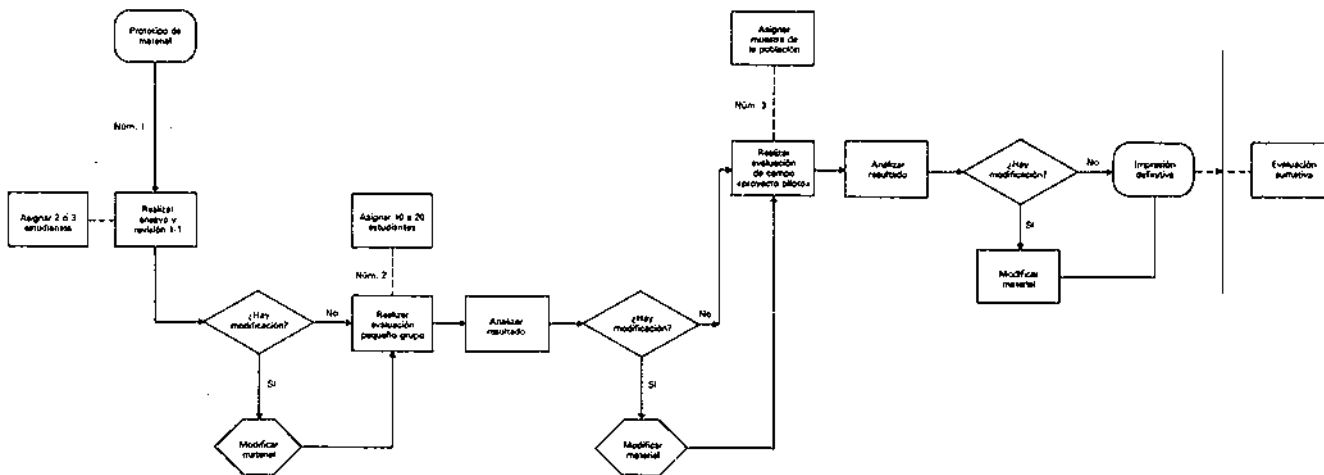 Prototipo de
material
Núm. 1
Asignar 2 ó 3
estudiantes
Realizar
ensayo y
revisión 1-1
¿Hay
modificación?
No
Sí
Modificar
material
Asignar 10 a 20
estudiantes
Núm. 2
Realizar
evaluación
pequeño grupo
Analizar
resultado
¿Hay
modificación?
No
Sí
Modificar
material
Asignar
muestra de
la población
Núm. 3
Realizar
evaluación
de campo
«proyecto piloto»
Analizar
resultado
¿Hay
modificación?
No
Sí
Modificar
material
Impresión
definitiva
Evaluación
sumativa